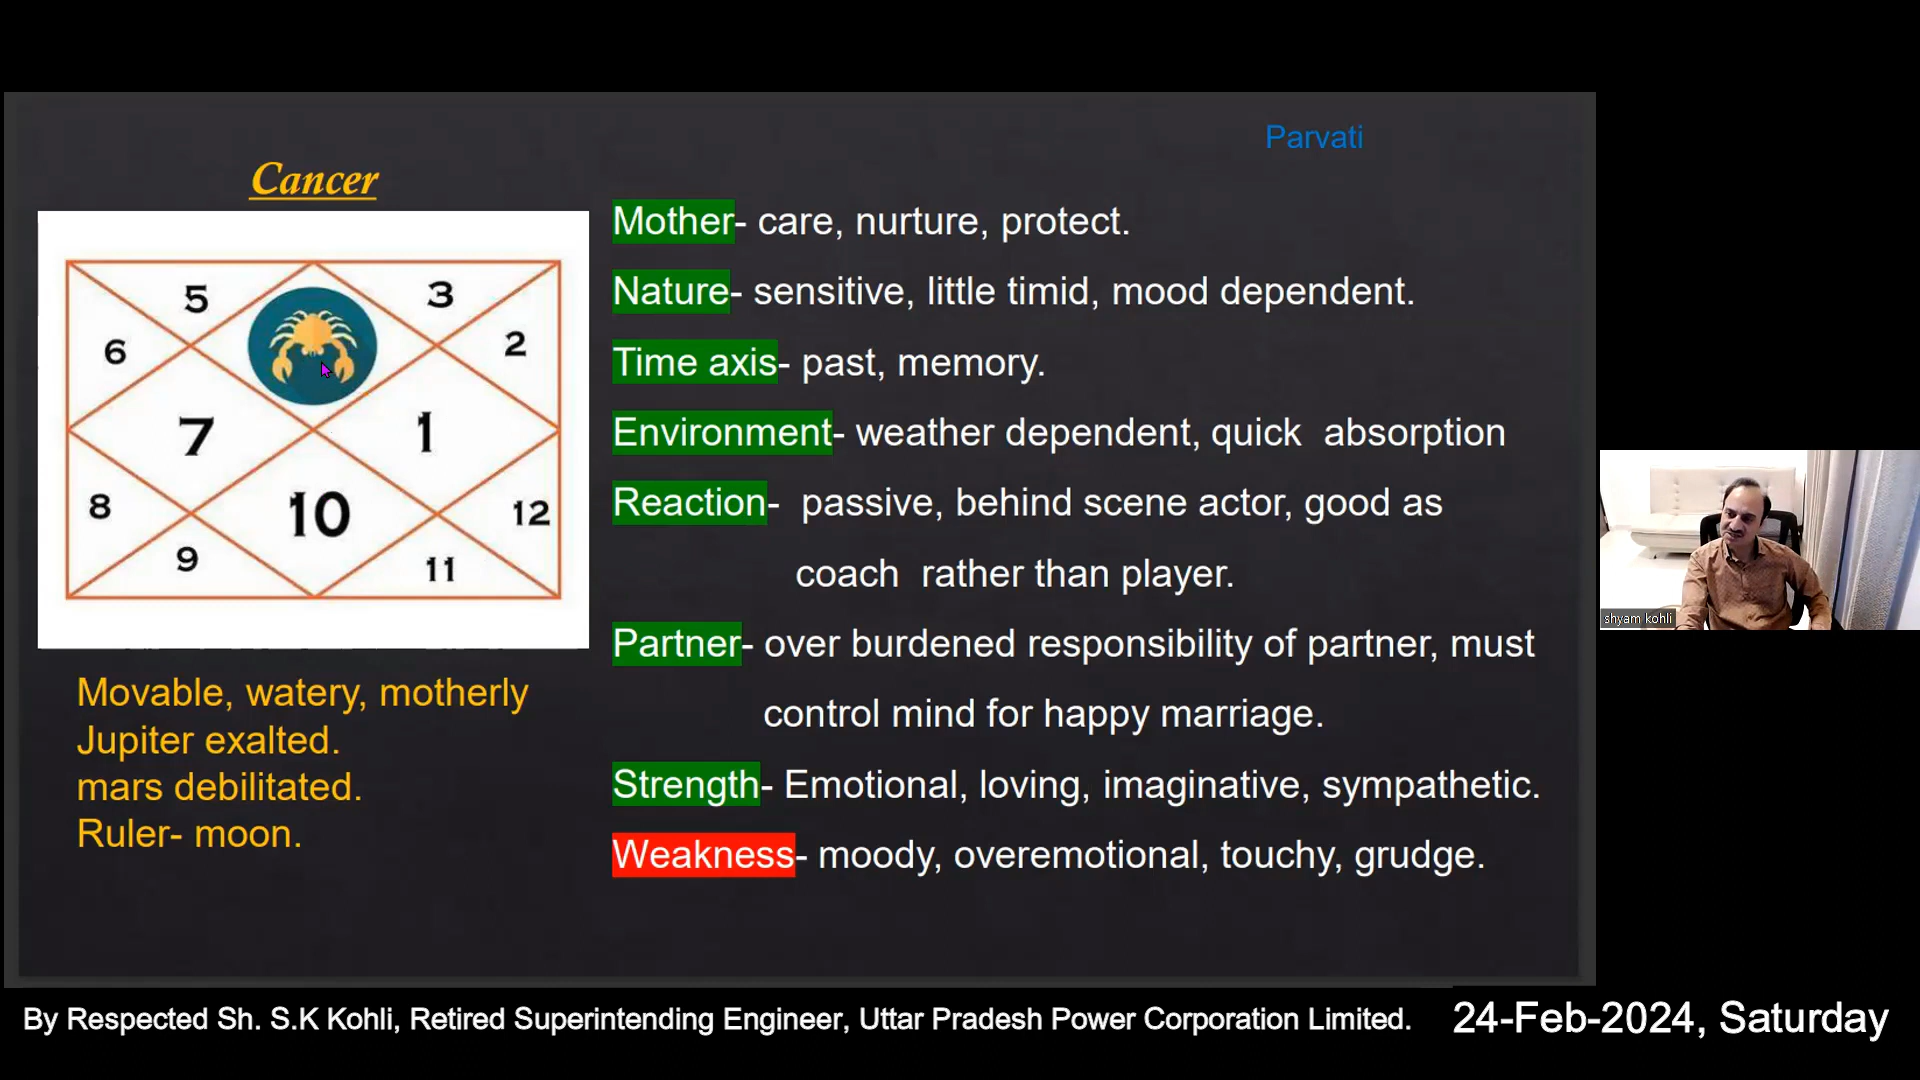 Parvati
Cancer
5
3
6
2
7
1
8
10
12
9
11
Movable, watery, motherly
Jupiter exalted.
mars debilitated.
Ruler- moon.
Mother- care, nurture, protect.
Nature- sensitive, little timid, mood dependent.
Time axis- past, memory.
Environment- weather dependent, quick absorption
Reaction- passive, behind scene actor, good as
coach rather than player.
Partner- over burdened responsibility of partner, must
control mind for happy marriage.
Strength- Emotional, loving, imaginative, sympathetic.
Weakness- moody, overemotional, touchy, grudge.
shyam kohli
By Respected Sh. S.K Kohli, Retired Superintending Engineer, Uttar Pradesh Power Corporation Limited.
24-Feb-2024, Saturday